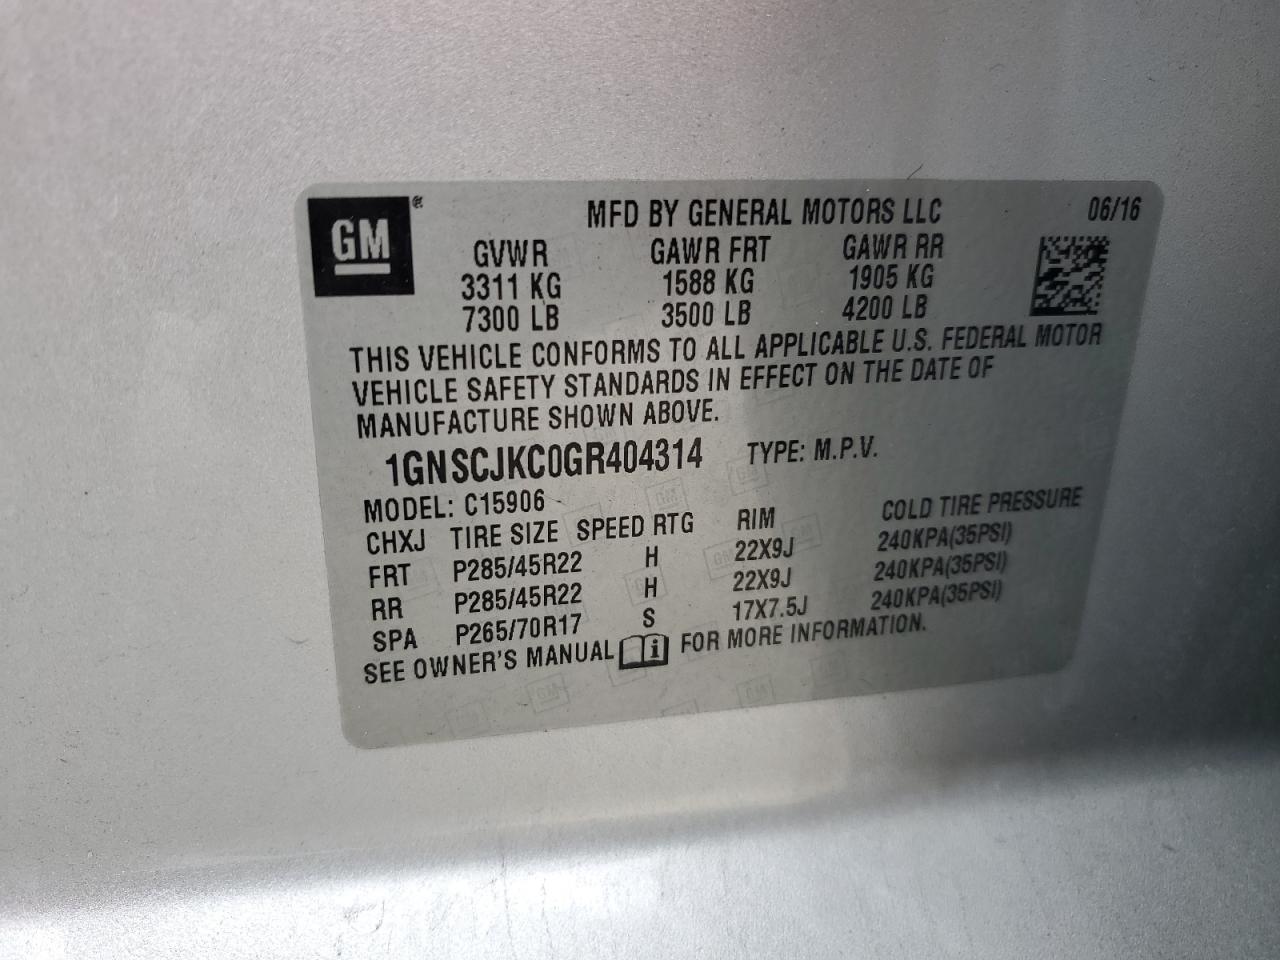 GM®
MFD BY GENERAL MOTORS LLC 06/16
GVWR GAWR FRT GAWR RR
3311 KG 1588 KG 1905 KG
7300 LB 3500 LB 4200 LB
THIS VEHICLE CONFORMS TO ALL APPLICABLE U.S. FEDERAL MOTOR
VEHICLE SAFETY STANDARDS IN EFFECT ON THE DATE OF
MANUFACTURE SHOWN ABOVE.
1GNSCJKC0GR404314 TYPE: M.P.V.
MODEL: C15906
CHXJ TIRE SIZE SPEED RTG RIM COLD TIRE PRESSURE
FRT P285/45R22 H 22X9J 240KPA(35PSI)
RR P285/45R22 H 22X9J 240KPA(35PSI)
SPA P265/70R17 S 17X7.5J 240KPA(35PSI)
SEE OWNER'S MANUAL i FOR MORE INFORMATION.